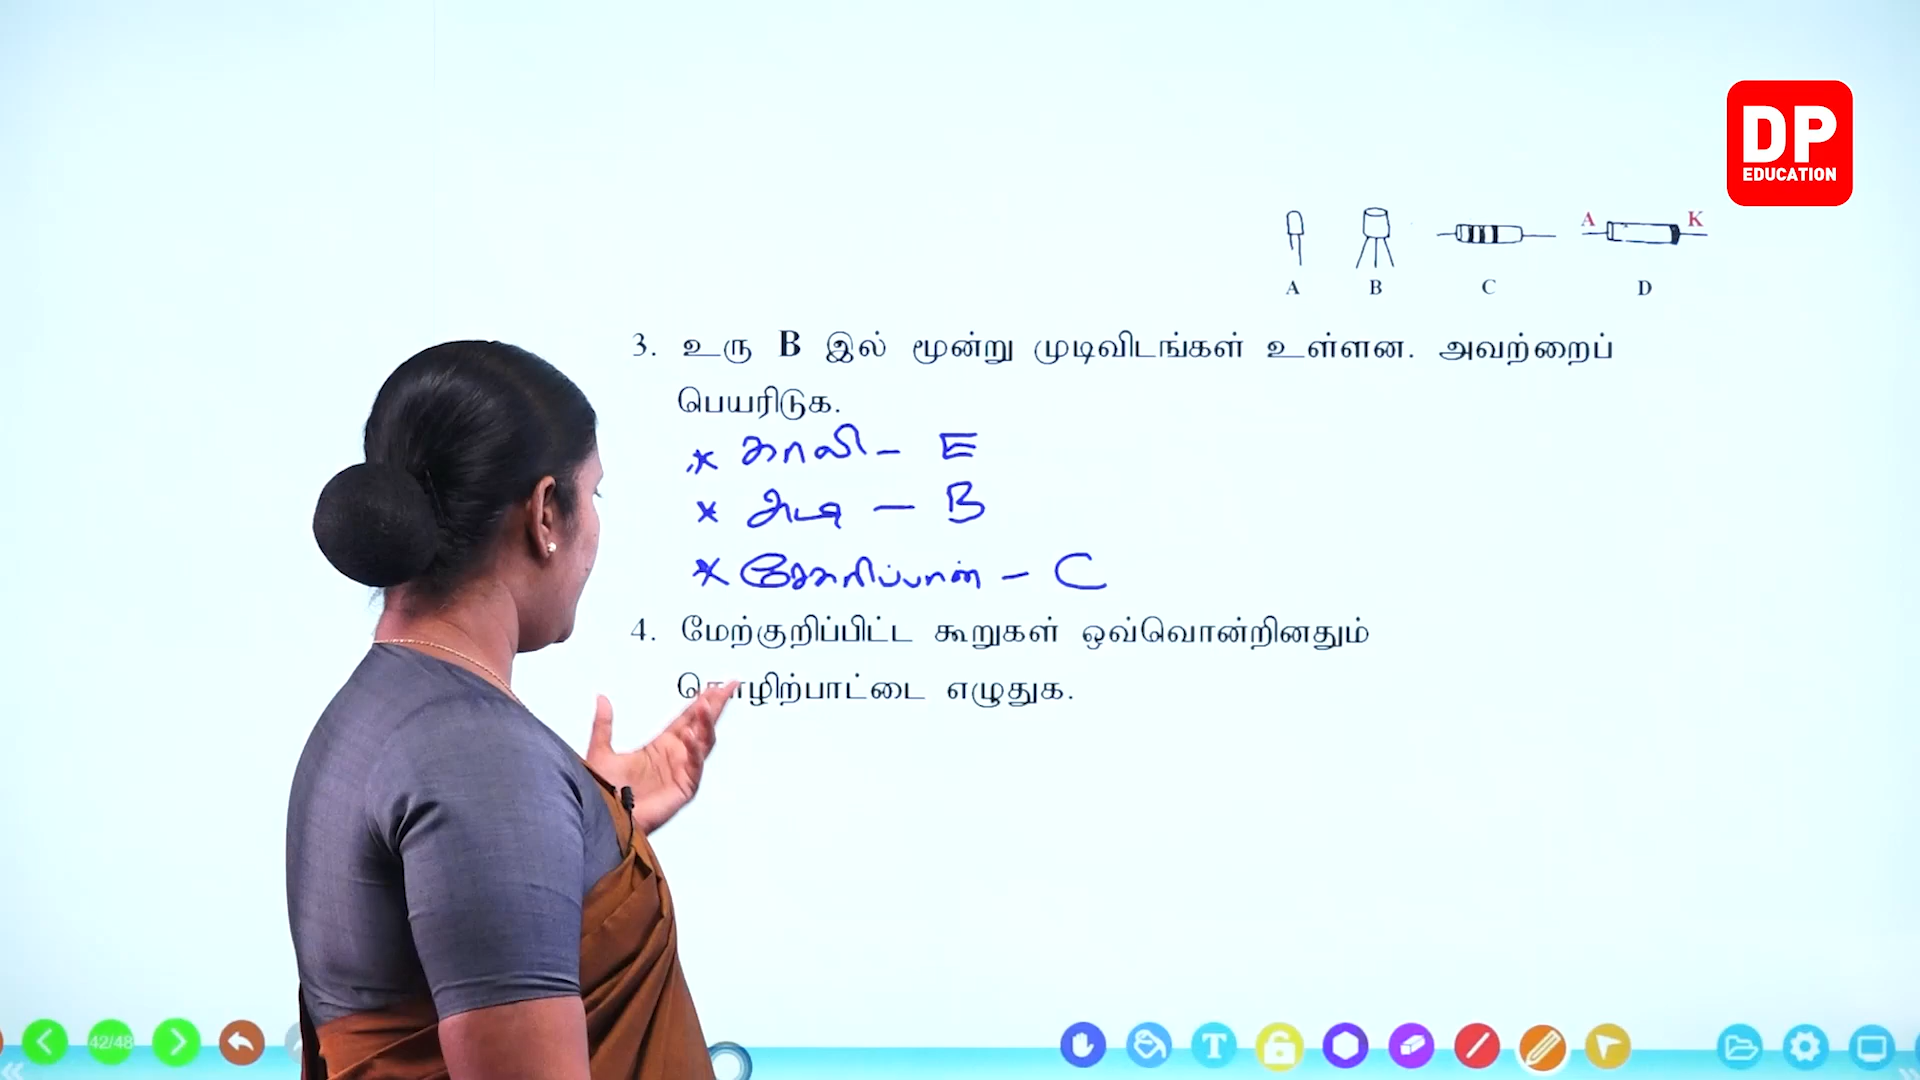 DP
EDUCATION
A K
A B C D
3. உரு B இல் மூன்று முடிவிடங்கள் உள்ளன. அவற்றைப்
பெயரிடுக.
* காலி - E
* அடி - B
* சேகரிப்பான் - C
4. மேற்குறிப்பிட்ட கூறுகள் ஒவ்வொன்றினதும்
தொழிற்பாட்டை எழுதுக.
42/48
T